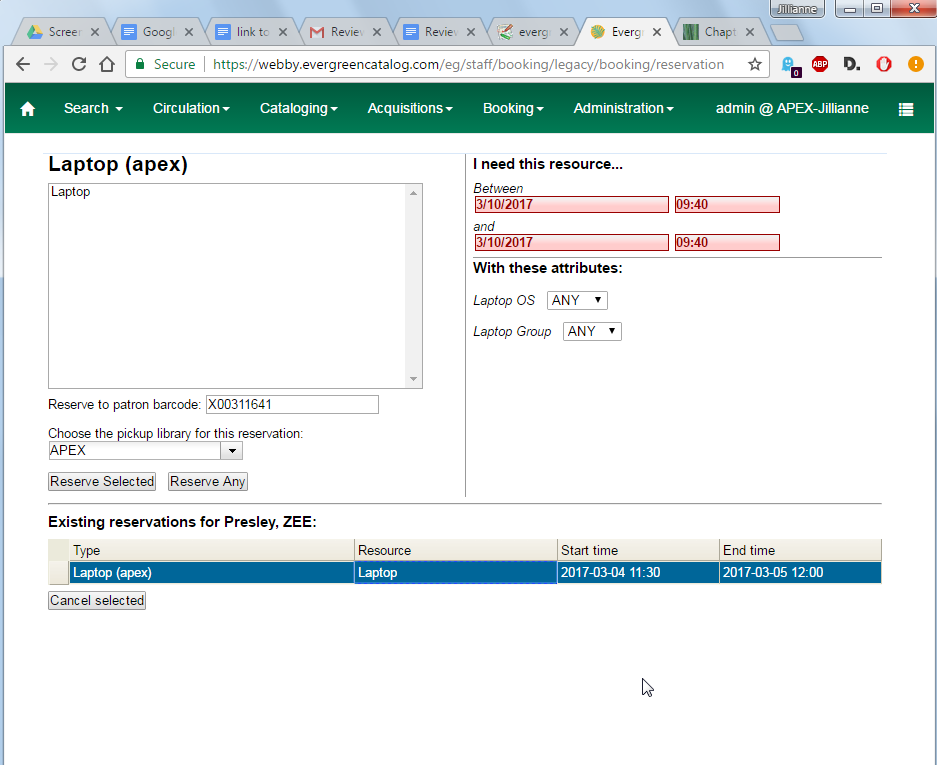 Jillianne
Screer
Googl
link to
Review
Review
evergr
Evergr
Chapt
Secure
https://webby.evergreencatalog.com/eg/staff/booking/legacy/booking/reservation
0
ABP
D.
Search
Circulation
Cataloging
Acquisitions
Booking
Administration
admin @ APEX-Jillianne
Laptop (apex)
Laptop
Reserve to patron barcode: X00311641
Choose the pickup library for this reservation:
APEX
Reserve Selected Reserve Any
I need this resource...
Between
3/10/2017 09:40
and
3/10/2017 09:40
With these attributes:
Laptop OS ANY
Laptop Group ANY
Existing reservations for Presley, ZEE:
Type Resource Start time End time
Laptop (apex) Laptop 2017-03-04 11:30 2017-03-05 12:00
Cancel selected